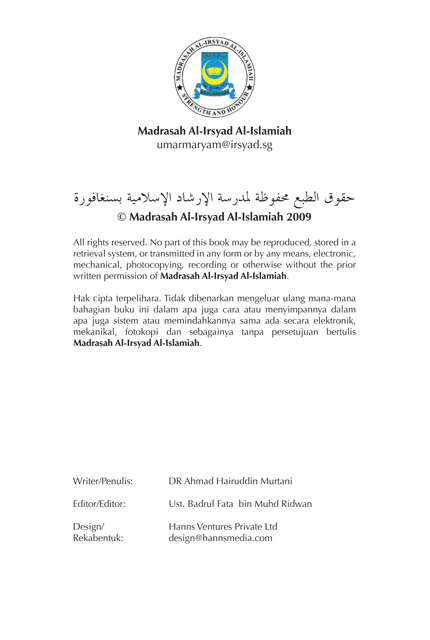 MADRASAH AL-IRSYAD AL-ISLAMIAH
STRENGTH AND HONOUR
Madrasah Al-Irsyad Al-Islamiah
umarmaryam@irsyad.sg
حقوق الطبع محفوظة لمدرسة الإرشاد الإسلامية بسنغافورة
© Madrasah Al-Irsyad Al-Islamiah 2009
All rights reserved. No part of this book may be reproduced, stored in a
retrieval system, or transmitted in any form or by any means, electronic,
mechanical, photocopying, recording or otherwise without the prior
written permission of Madrasah Al-Irsyad Al-Islamiah.
Hak cipta terpelihara. Tidak dibenarkan mengeluar ulang mana-mana
bahagian buku ini dalam apa juga cara atau menyimpannya dalam
apa juga sistem atau memindahkannya sama ada secara elektronik,
mekanikal, fotokopi dan sebagainya tanpa persetujuan bertulis
Madrasah Al-Irsyad Al-Islamiah.
Writer/Penulis: DR Ahmad Hairuddin Murtani
Editor/Editor: Ust. Badrul Fata bin Muhd Ridwan
Design/ Hanns Ventures Private Ltd
Rekabentuk: design@hannsmedia.com